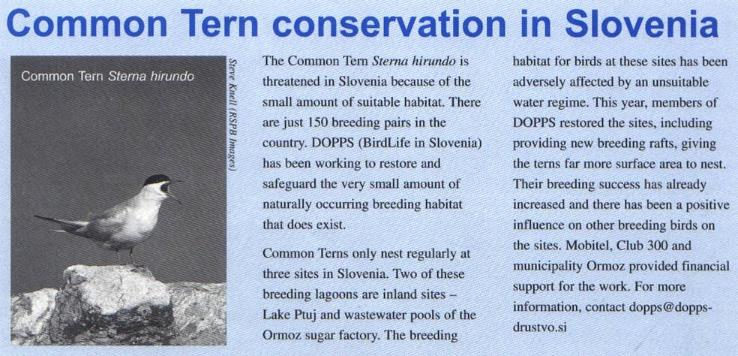 Common Tern conservation in Slovenia
Common Tern Sterna hirundo
Steve Knell (RSPB Images)
The Common Tern Sterna hirundo is
threatened in Slovenia because of the
small amount of suitable habitat. There
are just 150 breeding pairs in the
country. DOPPS (BirdLife in Slovenia)
has been working to restore and
safeguard the very small amount of
naturally occurring breeding habitat
that does exist.
Common Terns only nest regularly at
three sites in Slovenia. Two of these
breeding lagoons are inland sites –
Lake Ptuj and wastewater pools of the
Ormoz sugar factory. The breeding
habitat for birds at these sites has been
adversely affected by an unsuitable
water regime. This year, members of
DOPPS restored the sites, including
providing new breeding rafts, giving
the terns far more surface area to nest.
Their breeding success has already
increased and there has been a positive
influence on other breeding birds on
the sites. Mobitel, Club 300 and
municipality Ormoz provided financial
support for the work. For more
information, contact dopps@dopps-
drustvo.si